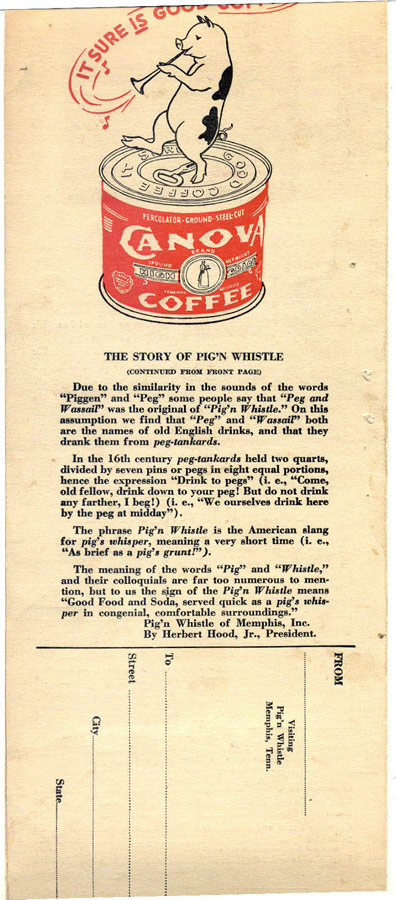 IT SURE IS GOOD
GOOD COFFEE IT
PERCOLATOR-GROUND-STEEL-CUT
CANOVA
BRAND
1 POUND
NET WEIGHT
HIGH GRADE
COFFEE
THE STORY OF PIG'N WHISTLE
(CONTINUED FROM FRONT PAGE)
Due to the similarity in the sounds of the words
"Piggen" and "Peg" some people say that "Peg and
Wassail" was the original of "Pig'n Whistle." On this
assumption we find that "Peg" and "Wassail" both
are the names of old English drinks, and that they
drank them from peg-tankards.
In the 16th century peg-tankards held two quarts,
divided by seven pins or pegs in eight equal portions,
hence the expression "Drink to pegs" (i. e., "Come,
old fellow, drink down to your peg! But do not drink
any farther, I beg!) (i. e., "We ourselves drink here
by the peg at midday").
The phrase Pig'n Whistle is the American slang
for pig's whisper, meaning a very short time (i. e.,
"As brief as a pig's grunt!").
The meaning of the words "Pig" and "Whistle,"
and their colloquials are far too numerous to men-
tion, but to us the sign of the Pig'n Whistle means
"Good Food and Soda, served quick as a pig's whis-
per in congenial, comfortable surroundings."
Pig'n Whistle of Memphis, Inc.
By Herbert Hood, Jr., President.
FROM
Visiting
Pig'n Whistle
Memphis, Tenn.
To
Street
City
State